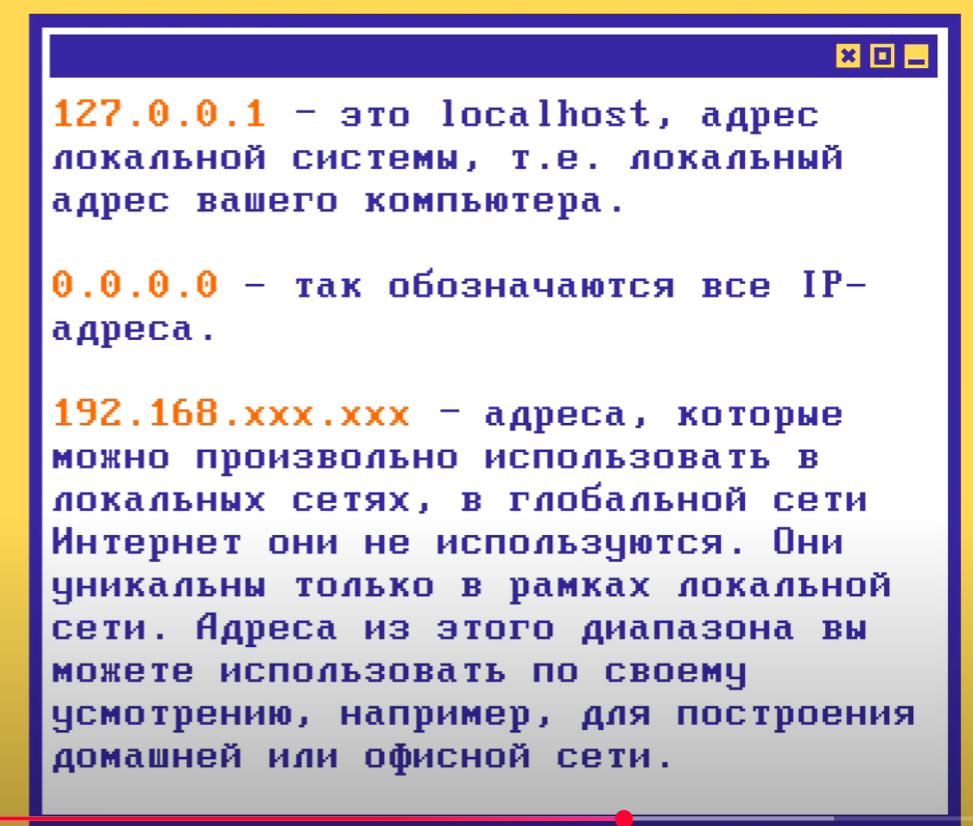 127.0.0.1 – это localhost, адрес
локальной системы, т.е. локальный
адрес вашего компьютера.
0.0.0.0 – так обозначаются все IP-
адреса.
192.168.xxx.xxx – адреса, которые
можно произвольно использовать в
локальных сетях, в глобальной сети
Интернет они не используются. Они
уникальны только в рамках локальной
сети. Адреса из этого диапазона вы
можете использовать по своему
усмотрению, например, для построения
домашней или офисной сети.